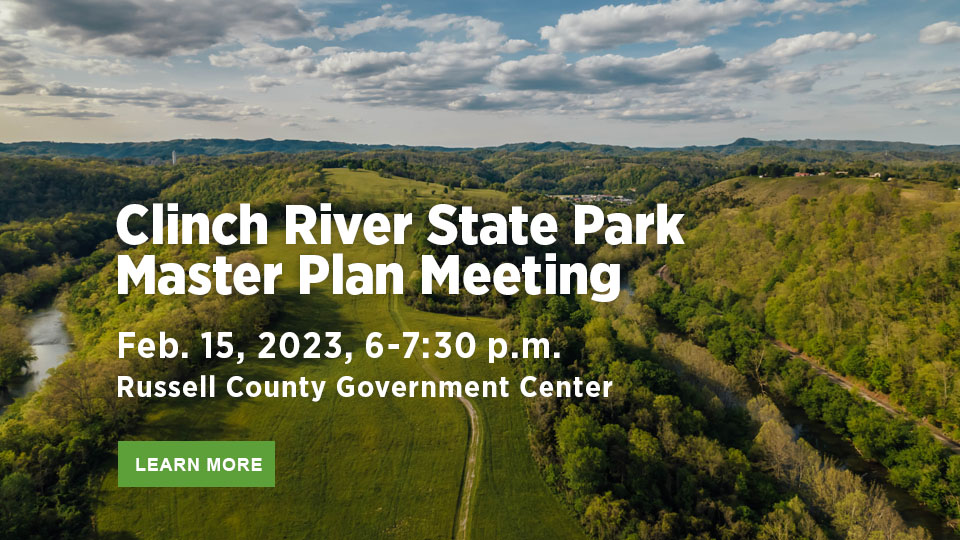 Clinch River State Park
Master Plan Meeting
Feb. 15, 2023, 6-7:30 p.m.
Russell County Government Center
LEARN MORE